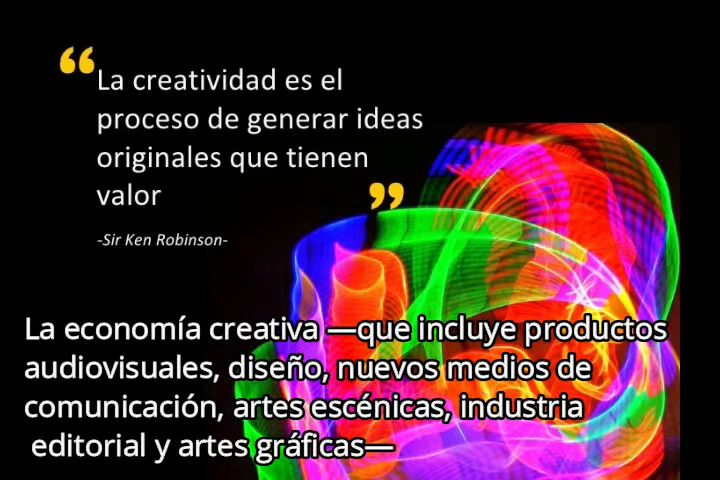 “La creatividad es el
proceso de generar ideas
originales que tienen
valor ”
-Sir Ken Robinson-
La economía creativa —que incluye productos
audiovisuales, diseño, nuevos medios de
comunicación, artes escénicas, industria
editorial y artes gráficas—